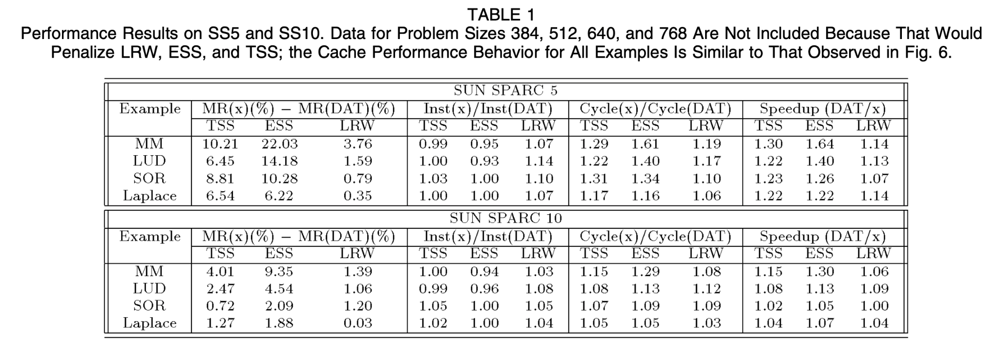 TABLE 1
Performance Results on SS5 and SS10. Data for Problem Sizes 384, 512, 640, and 768 Are Not Included Because That Would
Penalize LRW, ESS, and TSS; the Cache Performance Behavior for All Examples Is Similar to That Observed in Fig. 6.
SUN SPARC 5
Example MR(x)(%) – MR(DAT)(%) Inst(x)/Inst(DAT) Cycle(x)/Cycle(DAT) Speedup (DAT/x)
TSS ESS LRW TSS ESS LRW TSS ESS LRW TSS ESS LRW
MM 10.21 22.03 3.76 0.99 0.95 1.07 1.29 1.61 1.19 1.30 1.64 1.14
LUD 6.45 14.18 1.59 1.00 0.93 1.14 1.22 1.40 1.17 1.22 1.40 1.13
SOR 8.81 10.28 0.79 1.03 1.00 1.10 1.31 1.34 1.10 1.23 1.26 1.07
Laplace 6.54 6.22 0.35 1.00 1.00 1.07 1.17 1.16 1.06 1.22 1.22 1.14
SUN SPARC 10
Example MR(x)(%) – MR(DAT)(%) Inst(x)/Inst(DAT) Cycle(x)/Cycle(DAT) Speedup (DAT/x)
TSS ESS LRW TSS ESS LRW TSS ESS LRW TSS ESS LRW
MM 4.01 9.35 1.39 1.00 0.94 1.03 1.15 1.29 1.08 1.15 1.30 1.06
LUD 2.47 4.54 1.06 0.99 0.96 1.08 1.08 1.13 1.12 1.08 1.13 1.09
SOR 0.72 2.09 1.20 1.05 1.00 1.05 1.07 1.09 1.09 1.02 1.05 1.00
Laplace 1.27 1.88 0.03 1.02 1.00 1.04 1.05 1.05 1.03 1.04 1.07 1.04